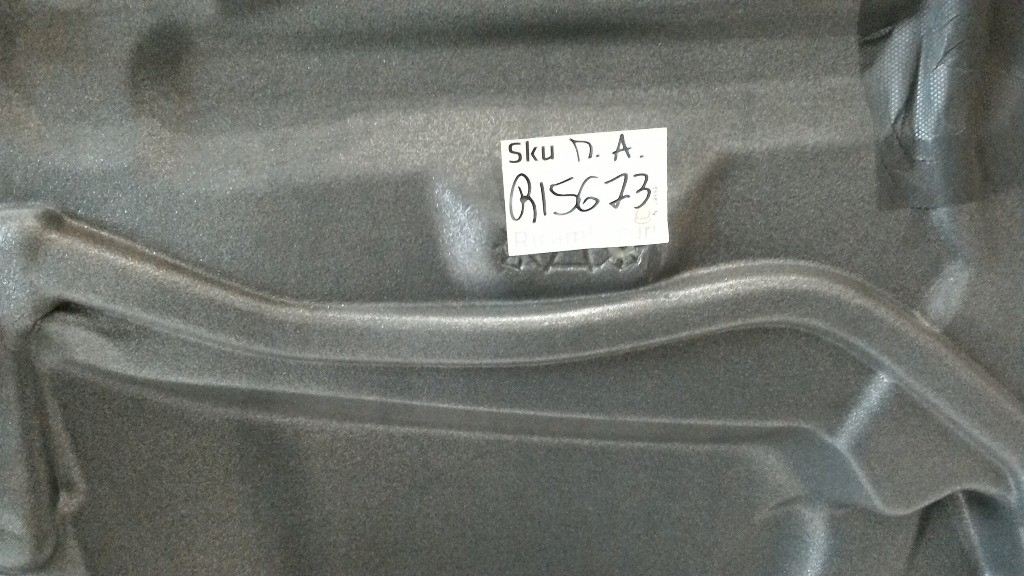 Sku N. A.
R15673